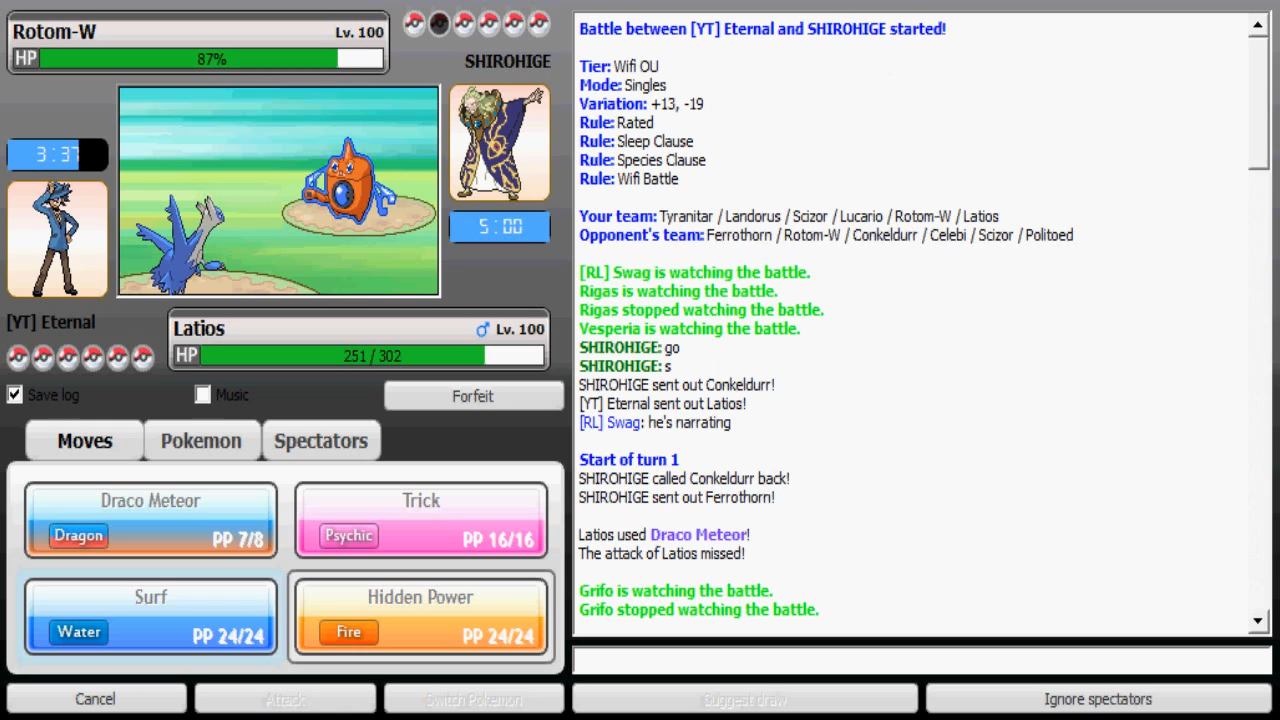 Rotom-W Lv. 100
HP 87%
SHIROHIGE
3:37
5:00
[YT] Eternal
Latios ♂ Lv. 100
HP 251 / 302
Save log
Music
Forfeit
Moves Pokemon Spectators
Draco Meteor
Dragon PP 7/8
Trick
Psychic PP 16/16
Surf
Water PP 24/24
Hidden Power
Fire PP 24/24
Cancel
Attack
Switch Pokemon
Suggest draw
Ignore spectators
Battle between [YT] Eternal and SHIROHIGE started!
Tier: Wifi OU
Mode: Singles
Variation: +13, -19
Rule: Rated
Rule: Sleep Clause
Rule: Species Clause
Rule: Wifi Battle
Your team: Tyranitar / Landorus / Scizor / Lucario / Rotom-W / Latios
Opponent's team: Ferrothorn / Rotom-W / Conkeldurr / Celebi / Scizor / Politoed
[RL] Swag is watching the battle.
Rigas is watching the battle.
Rigas stopped watching the battle.
Vesperia is watching the battle.
SHIROHIGE: go
SHIROHIGE: s
SHIROHIGE sent out Conkeldurr!
[YT] Eternal sent out Latios!
[RL] Swag: he's narrating
Start of turn 1
SHIROHIGE called Conkeldurr back!
SHIROHIGE sent out Ferrothorn!
Latios used Draco Meteor!
The attack of Latios missed!
Grifo is watching the battle.
Grifo stopped watching the battle.